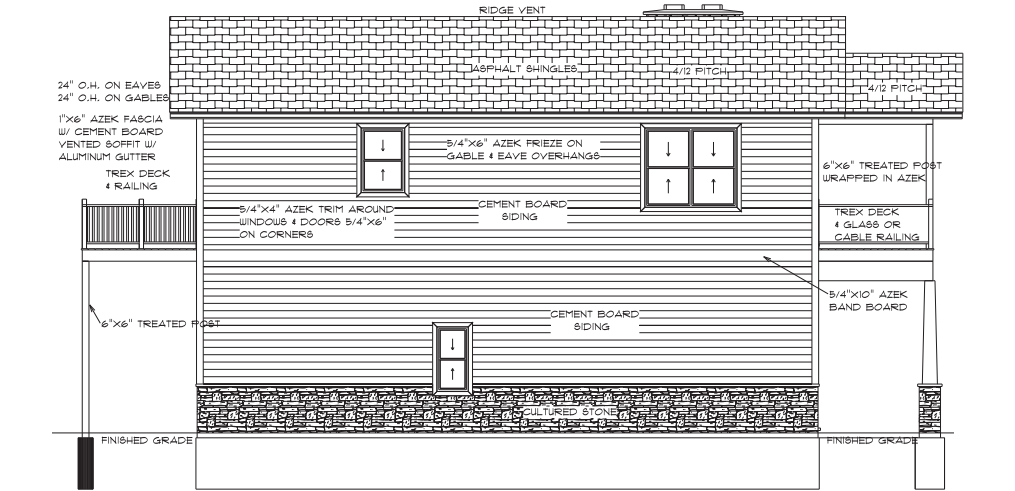 RIDGE VENT
ASPHALT SHINGLES
4/12 PITCH
4/12 PITCH
24" O.H. ON EAVES
24" O.H. ON GABLES
1"X6" AZEK FASCIA
W/ CEMENT BOARD
VENTED SOFFIT W/
ALUMINUM GUTTER
TREX DECK
& RAILING
5/4"X6" AZEK FRIEZE ON
GABLE & EAVE OVERHANGS
6"X6" TREATED POST
WRAPPED IN AZEK
5/4"X4" AZEK TRIM AROUND
WINDOWS & DOORS 5/4"X6"
ON CORNERS
CEMENT BOARD
SIDING
TREX DECK
& GLASS OR
CABLE RAILING
5/4"X10" AZEK
BAND BOARD
6"X6" TREATED POST
CEMENT BOARD
SIDING
CULTURED STONE
FINISHED GRADE
FINISHED GRADE